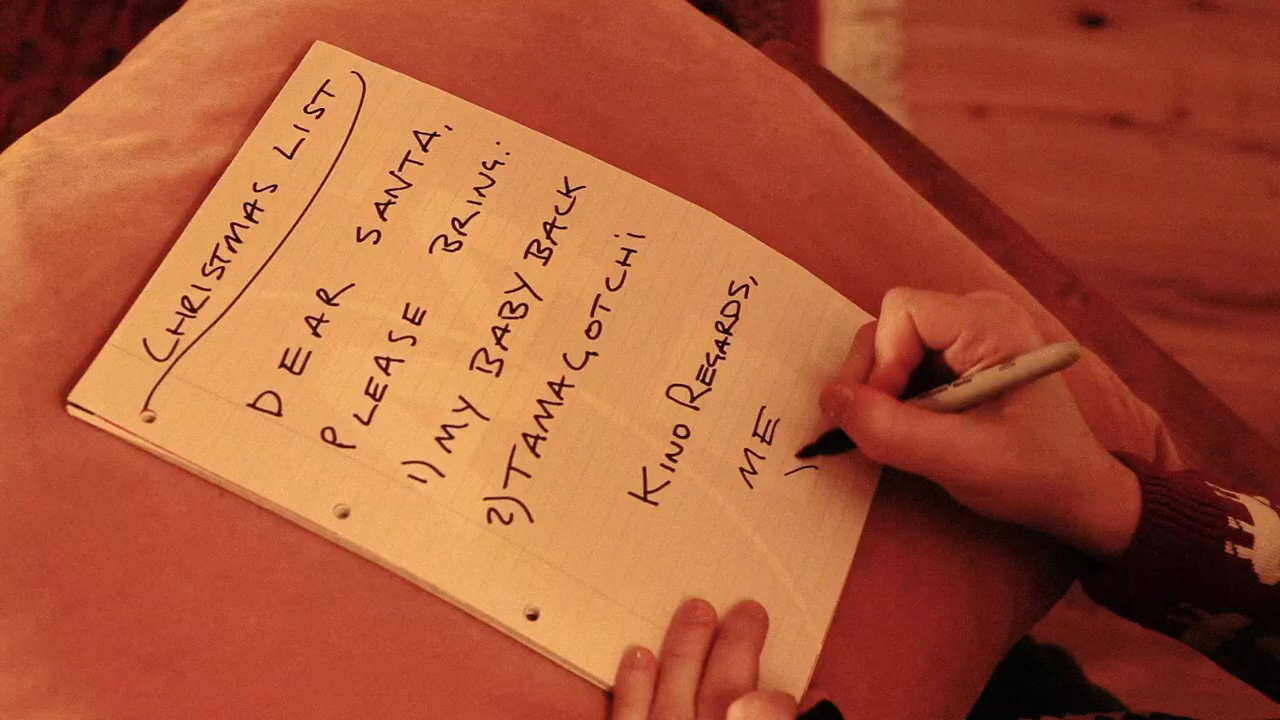 CHRISTMAS LIST
DEAR SANTA,
PLEASE BRING:
1) MY BABY BACK
2) TAMAGOTCHI
KIND REGARDS,
ME